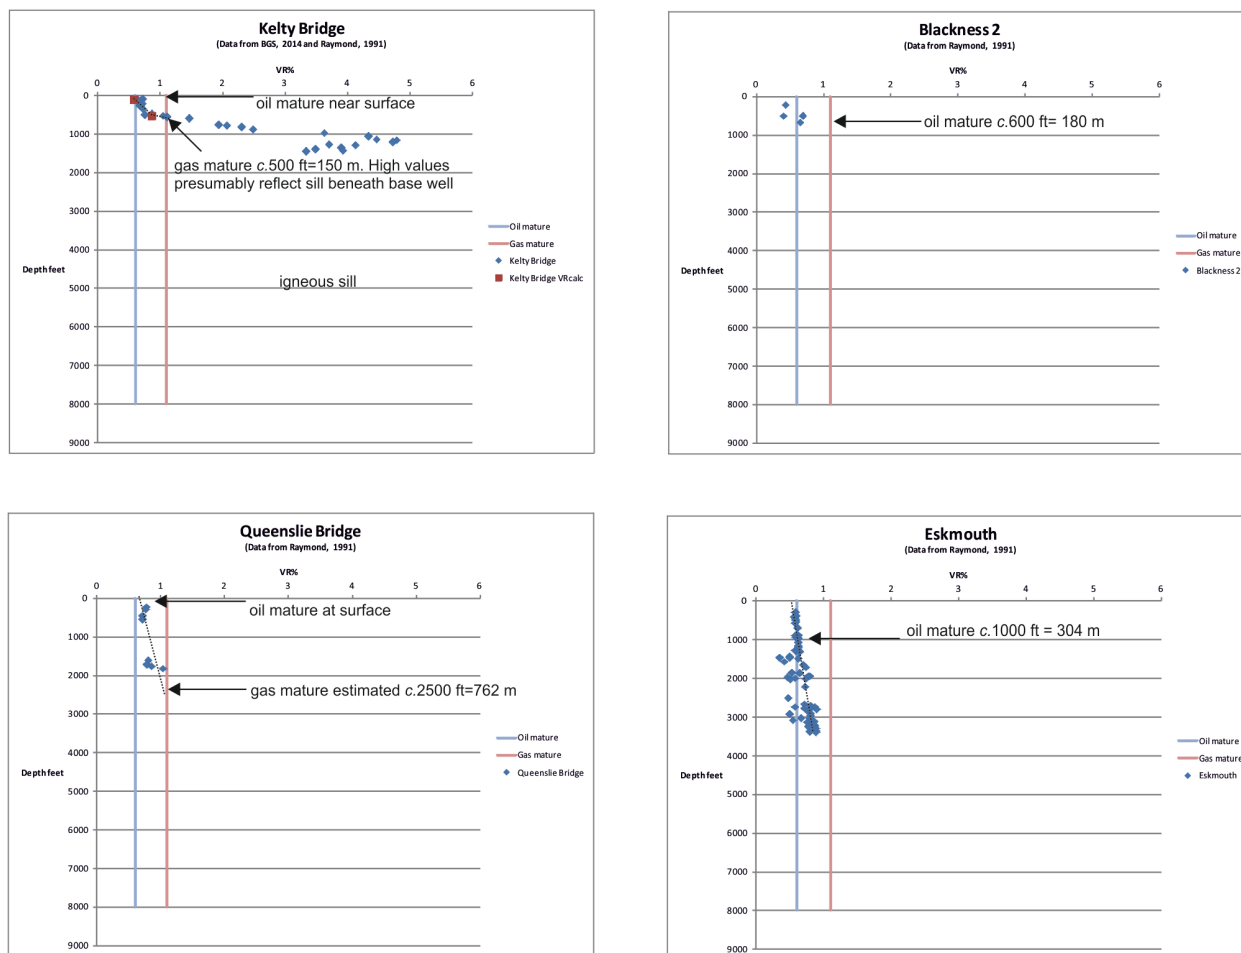 Kelty Bridge
(Data from BGS, 2014 and Raymond, 1991)
VR%
0 1 2 3 4 5 6
0
1000
2000
3000
4000
5000
6000
7000
8000
9000
Depth feet
oil mature near surface
gas mature c.500 ft=150 m. High values
presumably reflect sill beneath base well
igneous sill
Oil mature
Gas mature
Kelty Bridge
Kelty Bridge VRcalc
Blackness 2
(Data from Raymond, 1991)
VR%
0 1 2 3 4 5 6
0
1000
2000
3000
4000
5000
6000
7000
8000
9000
Depth feet
oil mature c.600 ft= 180 m
Oil mature
Gas mature
Blackness 2
Queenslie Bridge
(Data from Raymond, 1991)
VR%
0 1 2 3 4 5 6
0
1000
2000
3000
4000
5000
6000
7000
8000
9000
Depth feet
oil mature at surface
gas mature estimated c.2500 ft=762 m
Oil mature
Gas mature
Queenslie Bridge
Eskmouth
(Data from Raymond, 1991)
VR%
0 1 2 3 4 5 6
0
1000
2000
3000
4000
5000
6000
7000
8000
9000
Depth feet
oil mature c.1000 ft = 304 m
Oil mature
Gas mature
Eskmouth